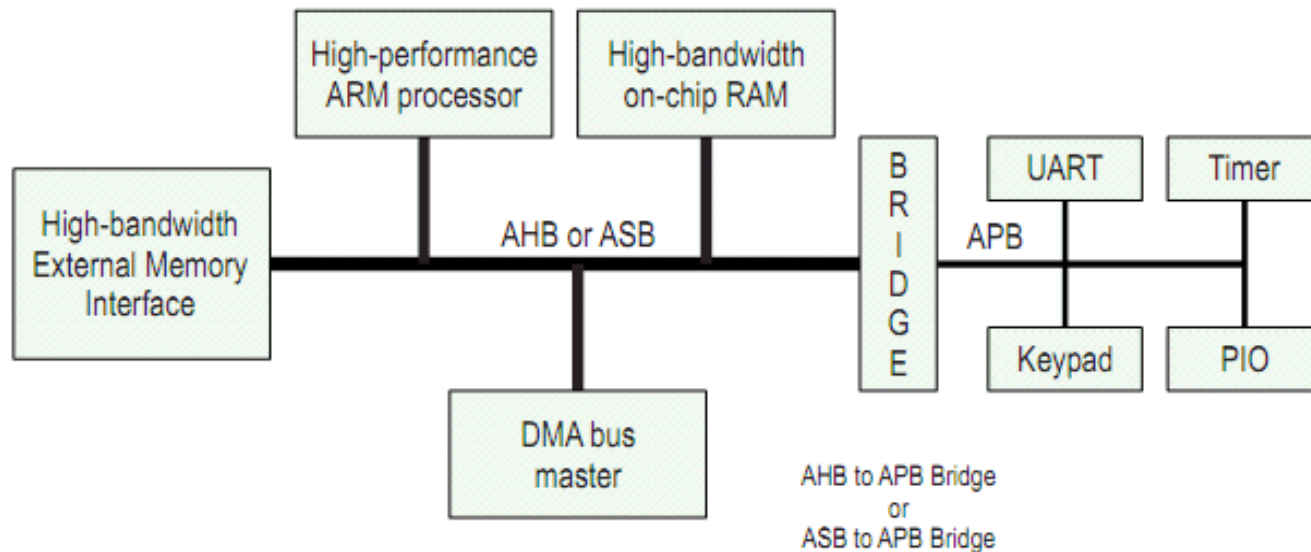 High-performance
ARM processor
High-bandwidth
on-chip RAM
High-bandwidth
External Memory
Interface
AHB or ASB
B
R
I
D
G
E
APB
UART
Timer
Keypad
PIO
DMA bus
master
AHB to APB Bridge
or
ASB to APB Bridge